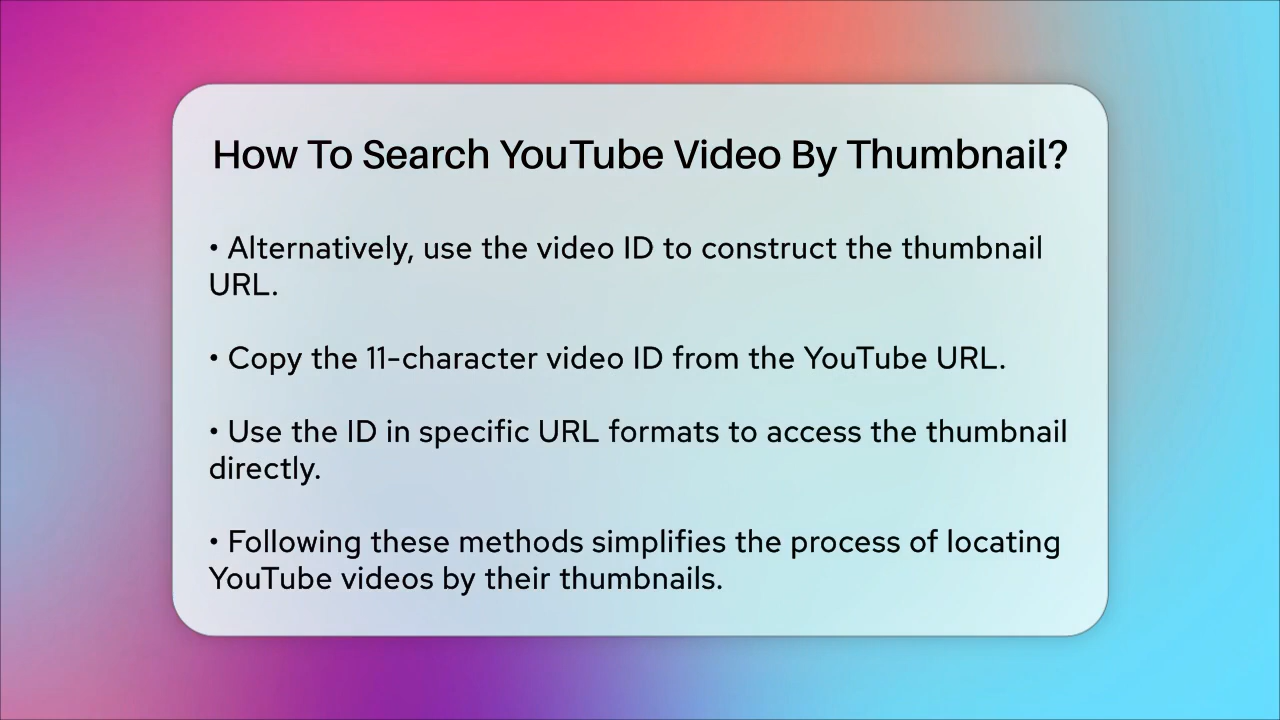 How To Search YouTube Video By Thumbnail?
• Alternatively, use the video ID to construct the thumbnail
URL.
• Copy the 11-character video ID from the YouTube URL.
• Use the ID in specific URL formats to access the thumbnail
directly.
• Following these methods simplifies the process of locating
YouTube videos by their thumbnails.